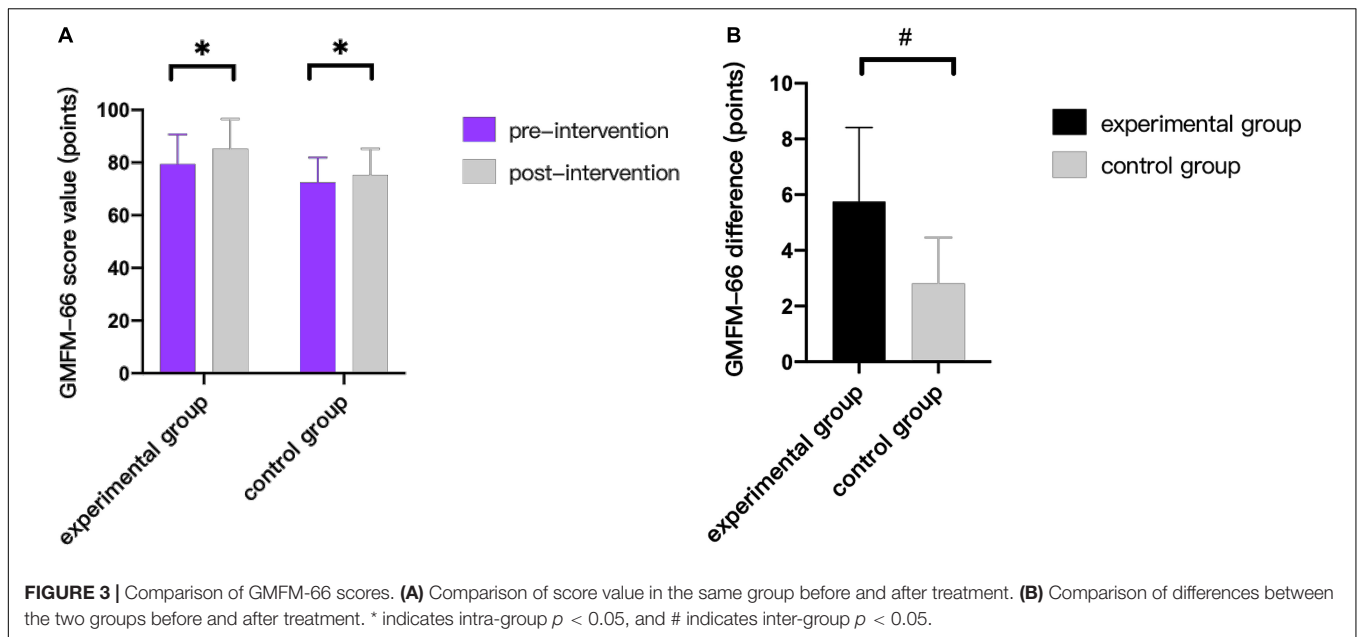 A
*
*
GMFM–66 score value (points)
100
80
60
40
20
0
experimental group
control group
pre–intervention
post–intervention
B
#
GMFM–66 difference (points)
10
8
6
4
2
0
experimental group
control group
experimental group
control group
FIGURE 3 | Comparison of GMFM-66 scores. (A) Comparison of score value in the same group before and after treatment. (B) Comparison of differences between
the two groups before and after treatment. * indicates intra-group p < 0.05, and # indicates inter-group p < 0.05.